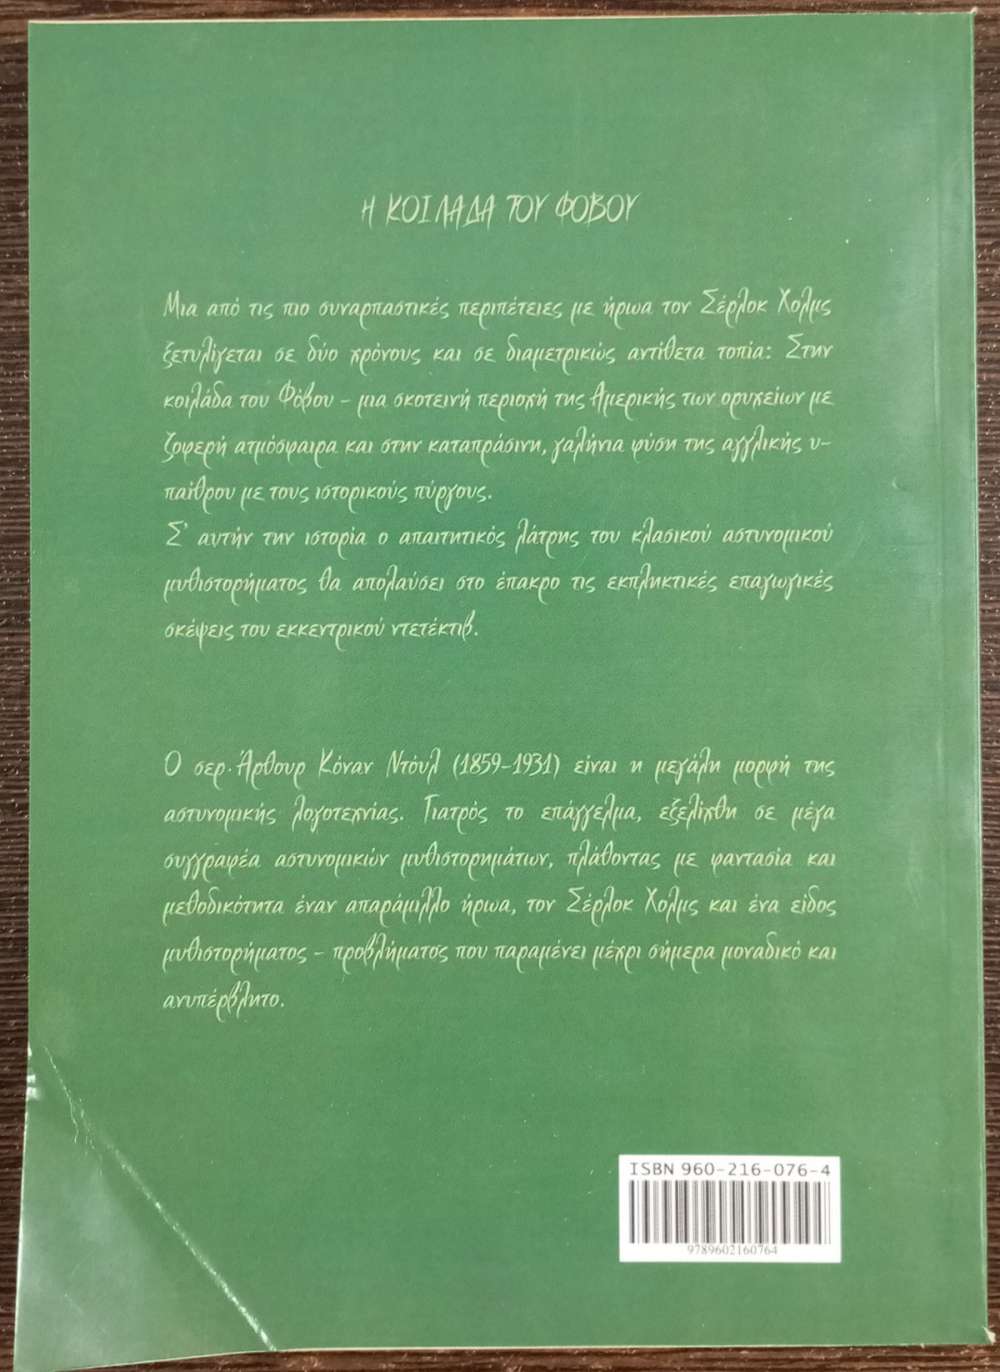 Η ΚΟΙΛΑΔΑ ΤΟΥ ΦΟΒΟΥ
Μια από τις πιο συναρπαστικές περιπέτειες με ήρωα τον Σέρλοκ Χολμς
ξετυλίγεται σε δύο χρόνους και σε διαμετρικώς αντίθετα τοπία: Στην
κοιλάδα του Φόβου – μια σκοτεινή περιοχή της Αμερικής των ορυχείων με
ζοφερή ατμόσφαιρα και στην καταπράσινη, γαλήνια φύση της αγγλικής υ-
παίθρου με τους ιστορικούς πύργους.
Σ' αυτήν την ιστορία ο απαιτητικός λάτρης του κλασικού αστυνομικού
μυθιστορήματος θα απολαύσει στο έπακρο τις εκπληκτικές επαγωγικές
σκέψεις του εκκεντρικού ντετέκτιβ.
Ο σερ· Άρθουρ Κόναν Ντόυλ (1859–1931) είναι η μεγάλη μορφή της
αστυνομικής λογοτεχνίας. Γιατρός το επάγγελμα, εξελίχθη σε μέγα
συγγραφέα αστυνομικών μυθιστορημάτων, πλάθοντας με φαντασία και
μεθοδικότητα έναν απαράμιλλο ήρωα, τον Σέρλοκ Χολμς και ένα είδος
μυθιστορήματος – προβλήματος που παραμένει μέχρι σήμερα μοναδικό και
ανυπέρβλητο.
ISBN 960-216-076-4
9789602160764